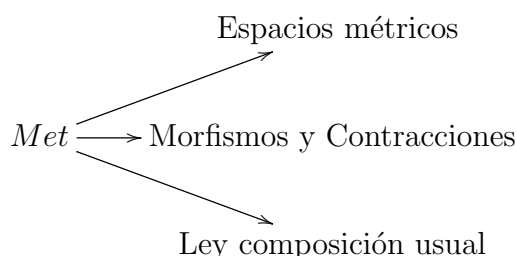 Espacios métricos
Met
Morfismos y Contracciones
Ley composición usual